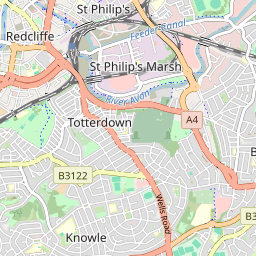 St Philip's
Feeder Canal
Redcliffe
St Philip's Marsh
River Avon
Totterdown
A4
B3122
Wells Road
Knowle